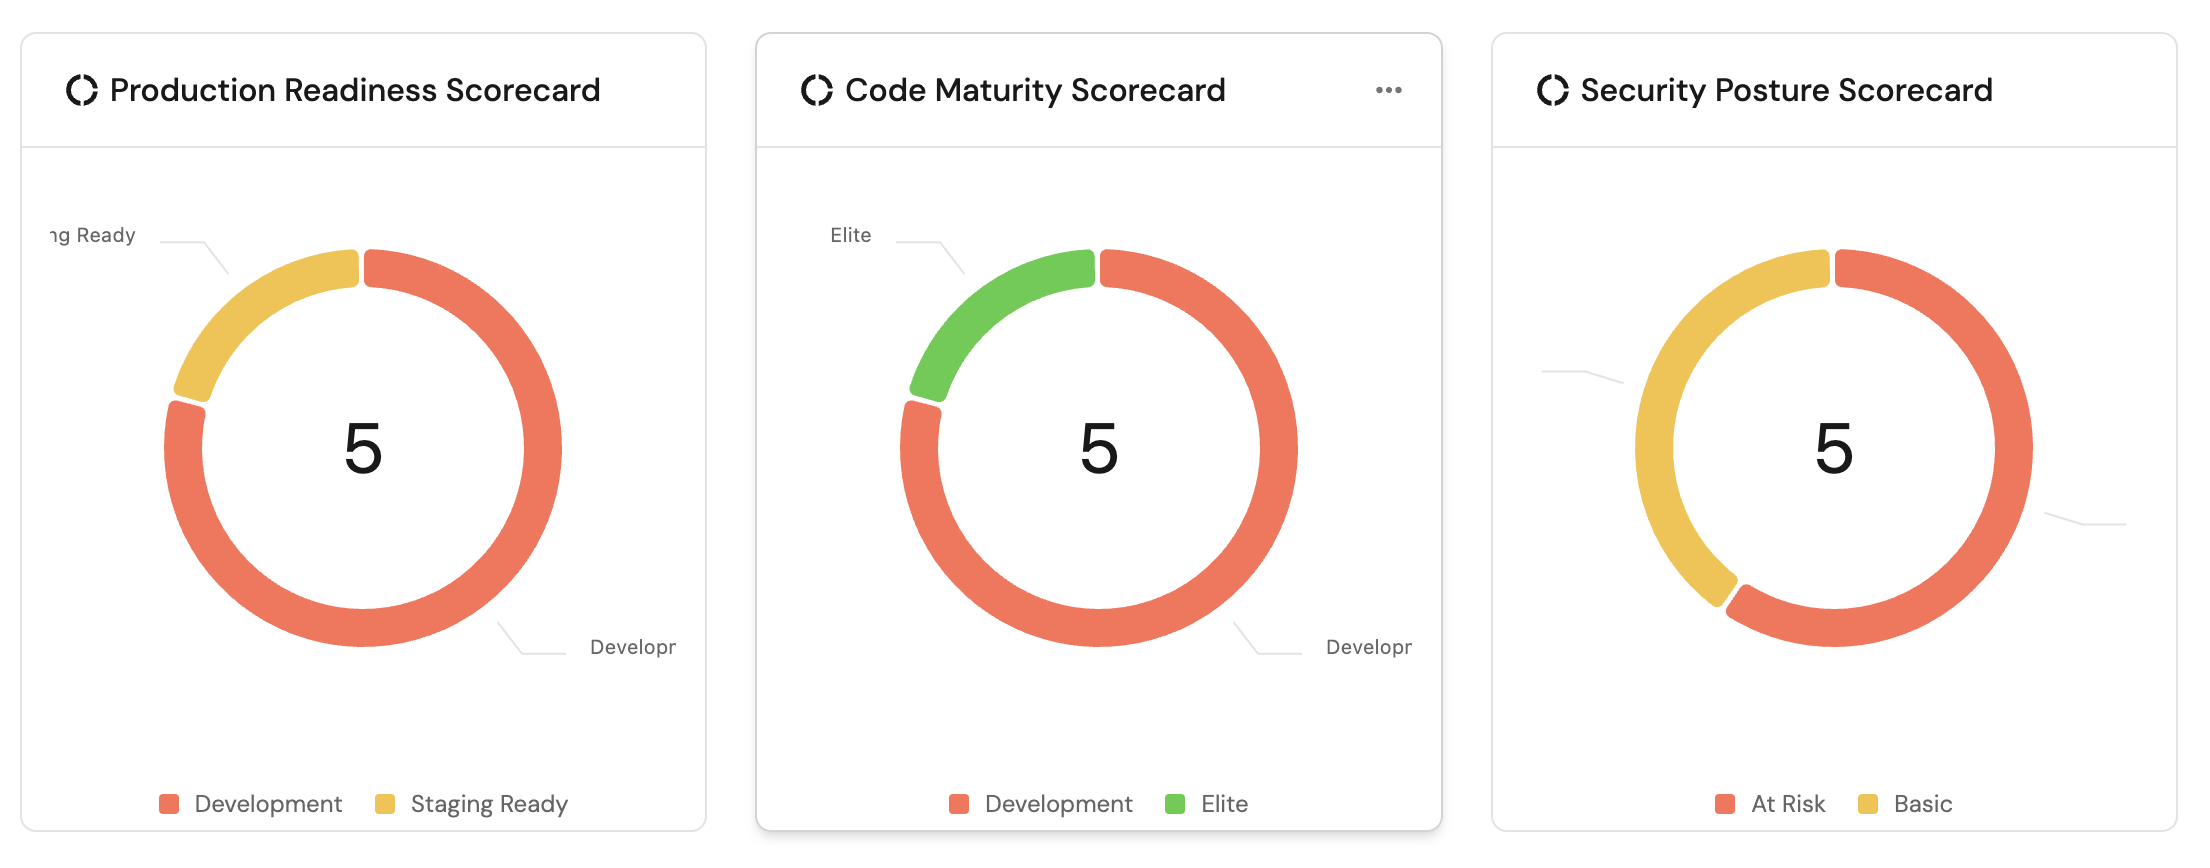 Production Readiness Scorecard
ng Ready
5
Developr
Development Staging Ready
Code Maturity Scorecard
Elite
5
Developr
Development Elite
Security Posture Scorecard
5
At Risk Basic